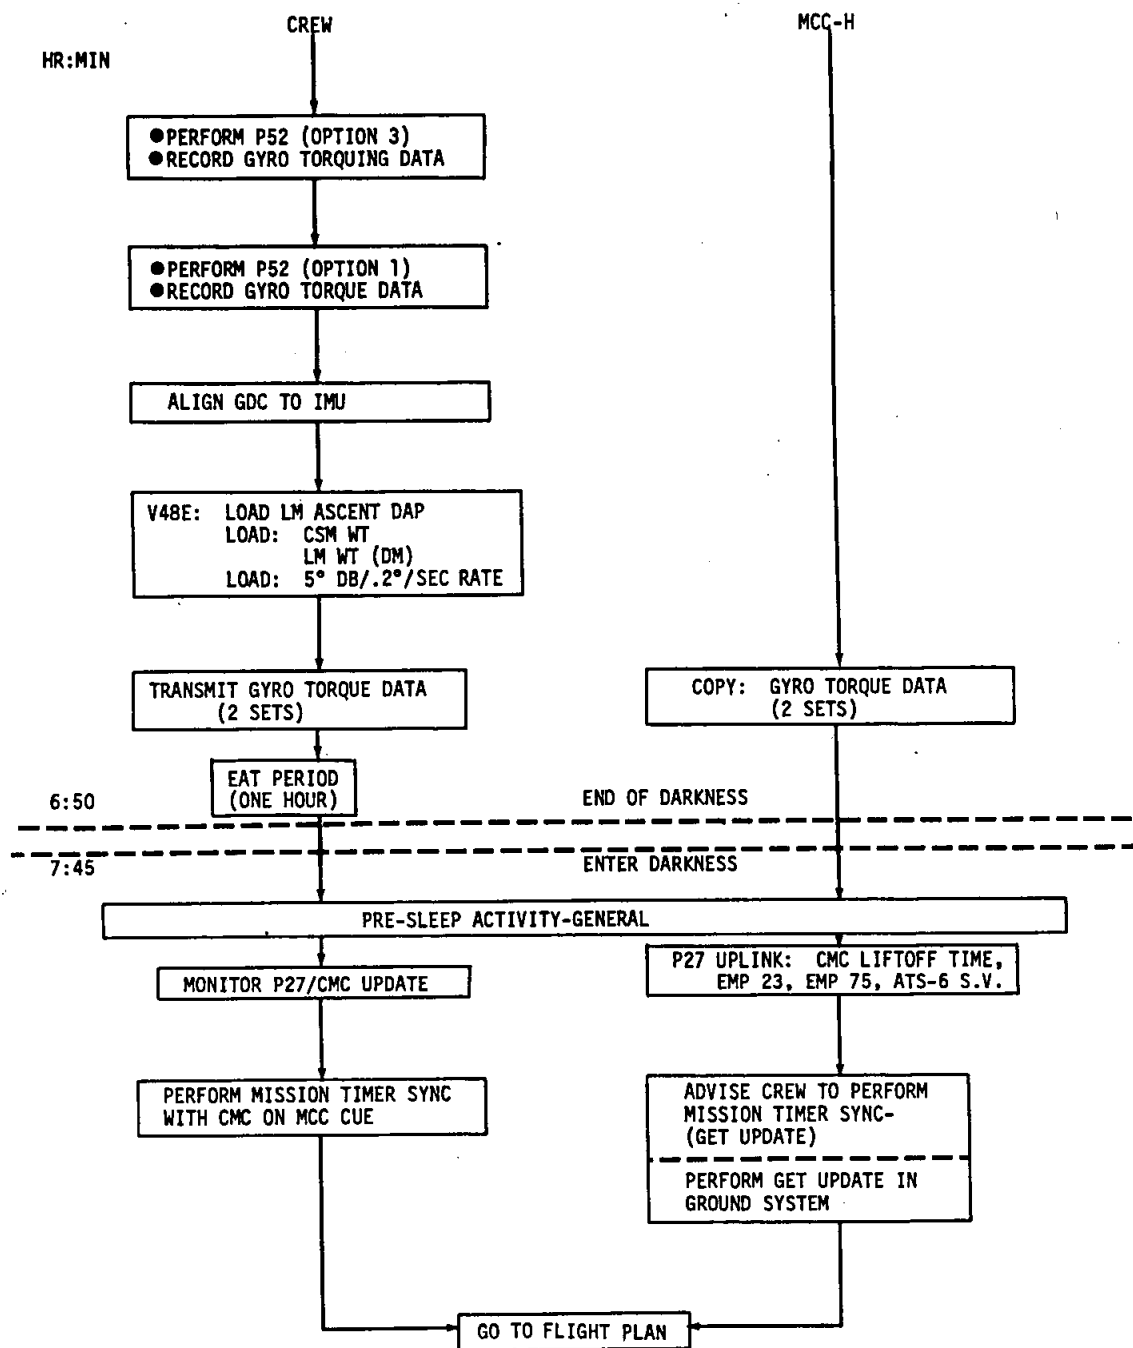 CREW
MCC-H
HR:MIN
●PERFORM P52 (OPTION 3)
●RECORD GYRO TORQUING DATA
●PERFORM P52 (OPTION 1)
●RECORD GYRO TORQUE DATA
ALIGN GDC TO IMU
V48E: LOAD LM ASCENT DAP
LOAD: CSM WT
LM WT (DM)
LOAD: 5° DB/.2°/SEC RATE
TRANSMIT GYRO TORQUE DATA
(2 SETS)
COPY: GYRO TORQUE DATA
(2 SETS)
EAT PERIOD
(ONE HOUR)
6:50
END OF DARKNESS
7:45
ENTER DARKNESS
PRE-SLEEP ACTIVITY-GENERAL
MONITOR P27/CMC UPDATE
P27 UPLINK: CMC LIFTOFF TIME,
EMP 23, EMP 75, ATS-6 S.V.
PERFORM MISSION TIMER SYNC
WITH CMC ON MCC CUE
ADVISE CREW TO PERFORM
MISSION TIMER SYNC-
(GET UPDATE)
PERFORM GET UPDATE IN
GROUND SYSTEM
GO TO FLIGHT PLAN